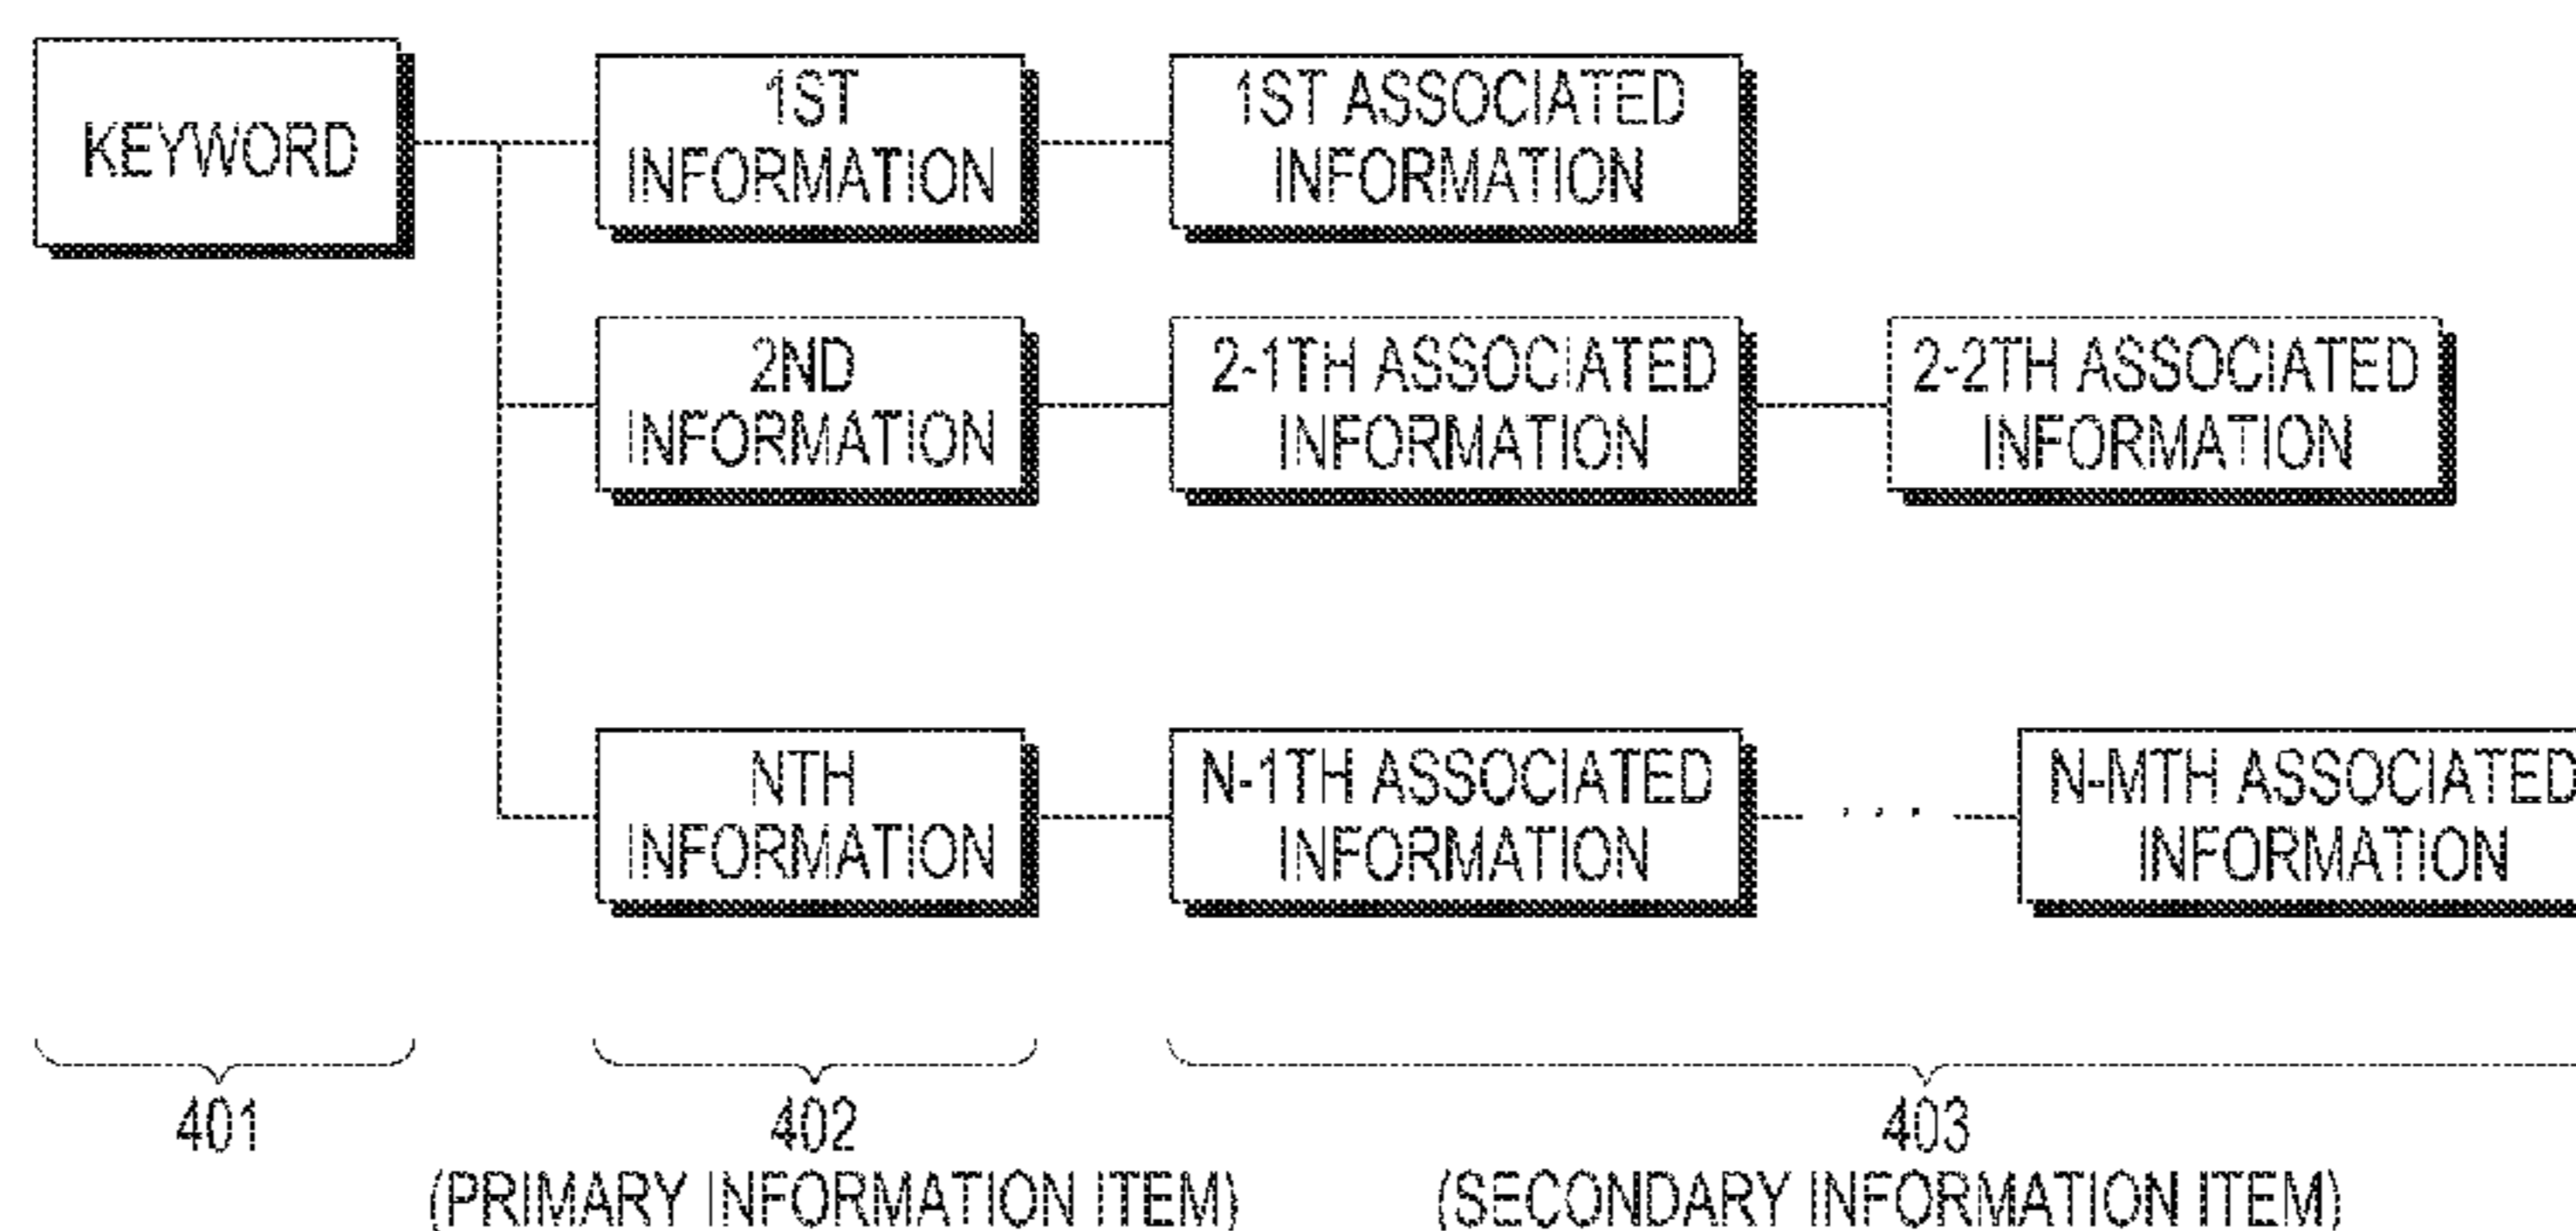 KEYWORD
1ST
INFORMATION
1ST ASSOCIATED
INFORMATION
2ND
INFORMATION
2-1TH ASSOCIATED
INFORMATION
2-2TH ASSOCIATED
INFORMATION
NTH
INFORMATION
N-1TH ASSOCIATED
INFORMATION
. . .
N-MTH ASSOCIATED
INFORMATION
401
402
(PRIMARY INFORMATION ITEM)
403
(SECONDARY INFORMATION ITEM)